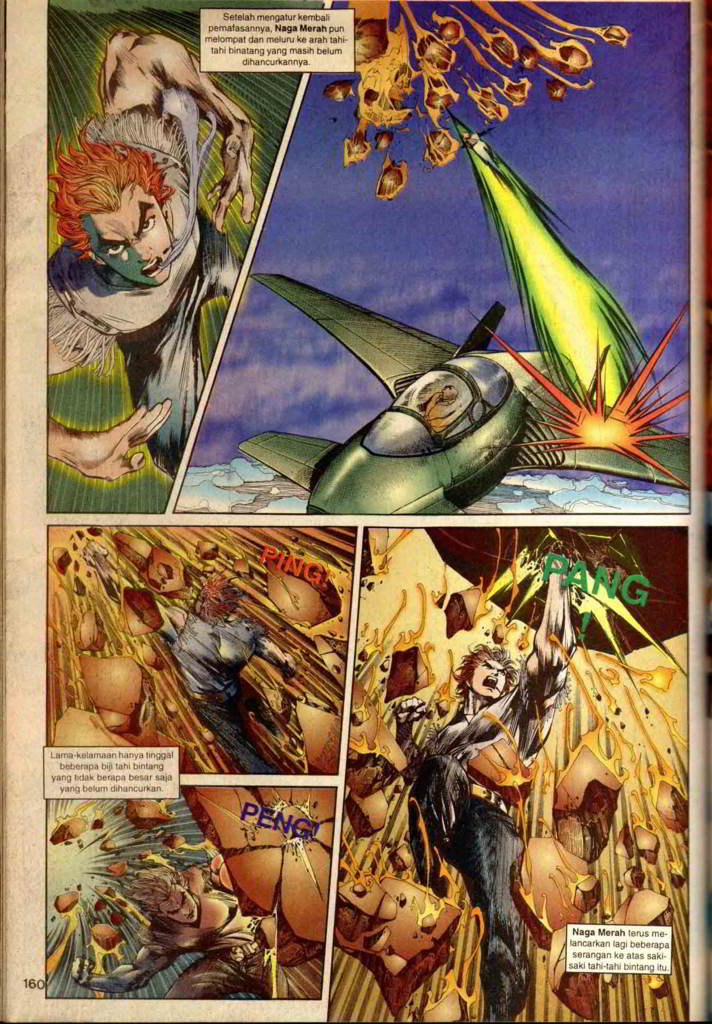 Setelah mengatur kembali
pernafasannya, Naga Merah pun
melompat dan meluru ke arah tahi-
tahi binatang yang masih belum
dihancurkannya.
PING!
PANG
!
Lama-kelamaan hanya tinggal
beberapa biji tahi bintang
yang tidak berapa besar saja
yang belum dihancurkan.
PENG!
Naga Merah terus me-
lancarkan lagi beberapa
serangan ke atas saki-
saki tahi-tahi bintang itu.
160